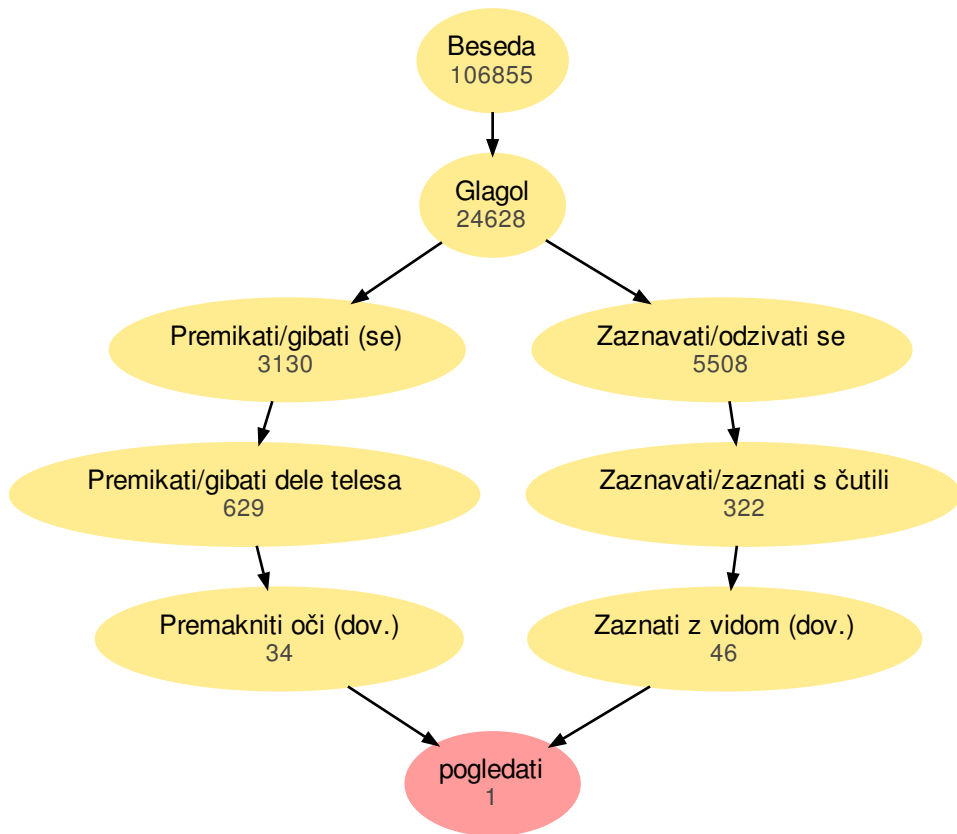 Beseda
106855
Glagol
24628
Premikati/gibati (se)
3130
Zaznavati/odzivati se
5508
Premikati/gibati dele telesa
629
Zaznavati/zaznati s čutili
322
Premakniti oči (dov.)
34
Zaznati z vidom (dov.)
46
pogledati
1